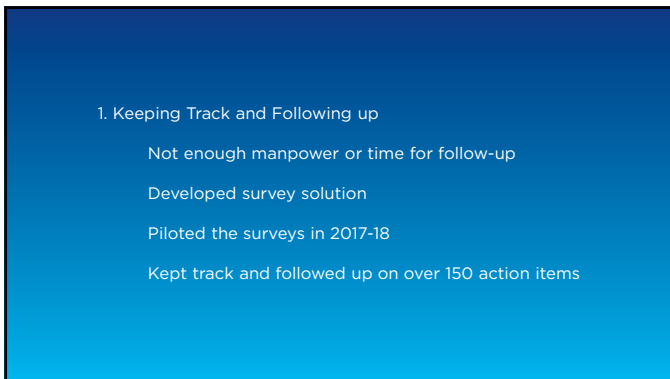 1. Keeping Track and Following up
Not enough manpower or time for follow-up
Developed survey solution
Piloted the surveys in 2017-18
Kept track and followed up on over 150 action items